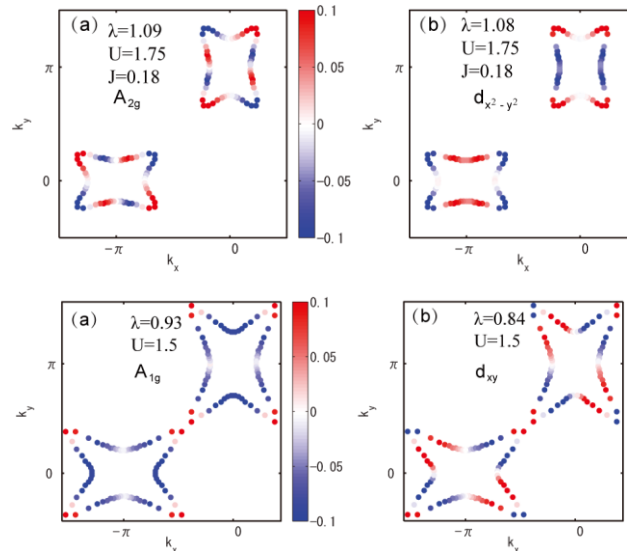 (a)
λ=1.09
U=1.75
J=0.18
A2g
π
0
ky
−π
0
kx
0.1
0.05
0
−0.05
−0.1
(b)
λ=1.08
U=1.75
J=0.18
dx² - y²
π
0
ky
−π
0
kx
(a)
λ=0.93
U=1.5
A1g
π
0
ky
−π
0
kx
0.1
0.05
0
−0.05
−0.1
(b)
λ=0.84
U=1.5
dxy
π
0
ky
−π
0
kx